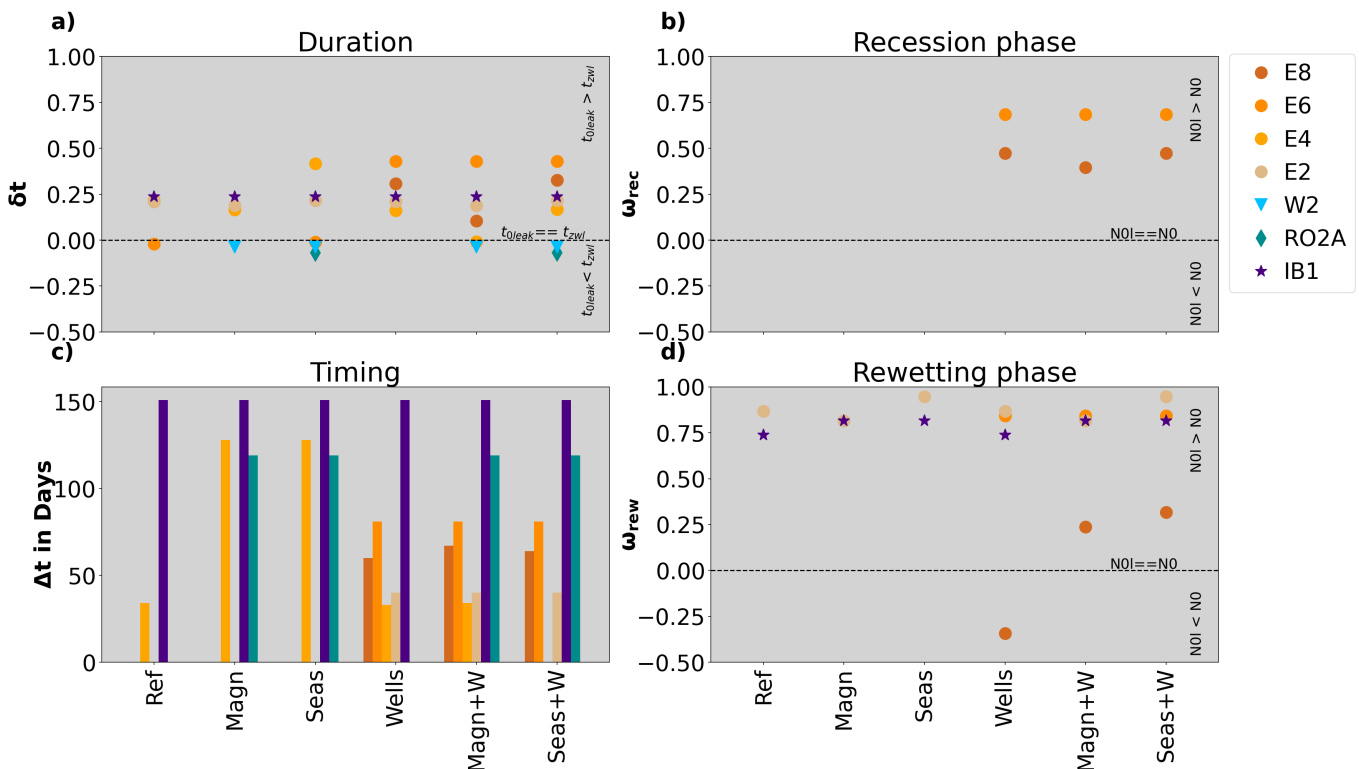 a)
Duration
δt
1.00
0.75
0.50
0.25
0.00
−0.25
−0.50
t0leak > tzwl
t0leak== tzwl
t0leak< tzwl
b)
Recession phase
ωrec
1.00
0.75
0.50
0.25
0.00
−0.25
−0.50
N0l > N0
N0l==N0
N0l < N0
E8
E6
E4
E2
W2
RO2A
IB1
c)
Timing
Δt in Days
150
100
50
0
Ref
Magn
Seas
Wells
Magn+W
Seas+W
d)
Rewetting phase
ωrew
1.00
0.75
0.50
0.25
0.00
−0.25
−0.50
N0l > N0
N0l==N0
N0l < N0
Ref
Magn
Seas
Wells
Magn+W
Seas+W